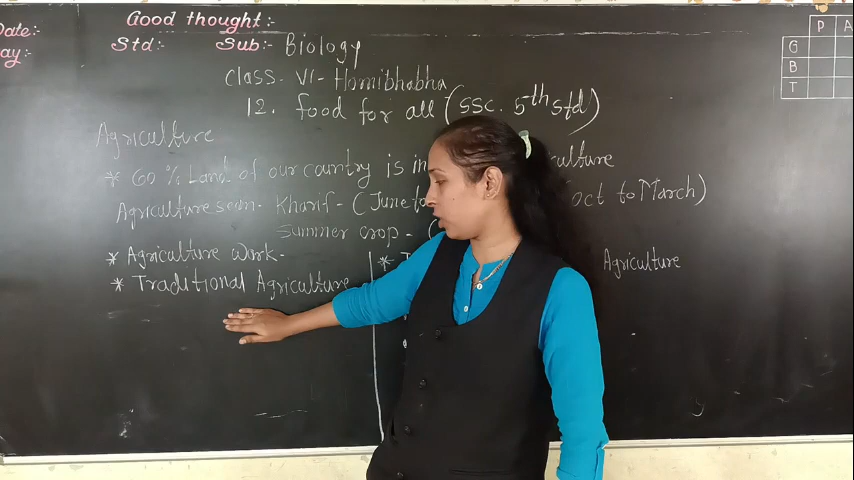 Date:-
Good thought:-
P A
ay:-
Std:- Sub:- Biology
G
Class- VI- Homibhabha
B
12. food for all (SSC. 5th std)
T
Agriculture
* 60 % Land of our country is in culture
Agriculture sean- Kharif- (June to oct to March)
Summer crop- (
* Agriculture work-
* Traditional Agriculture
* Agriculture